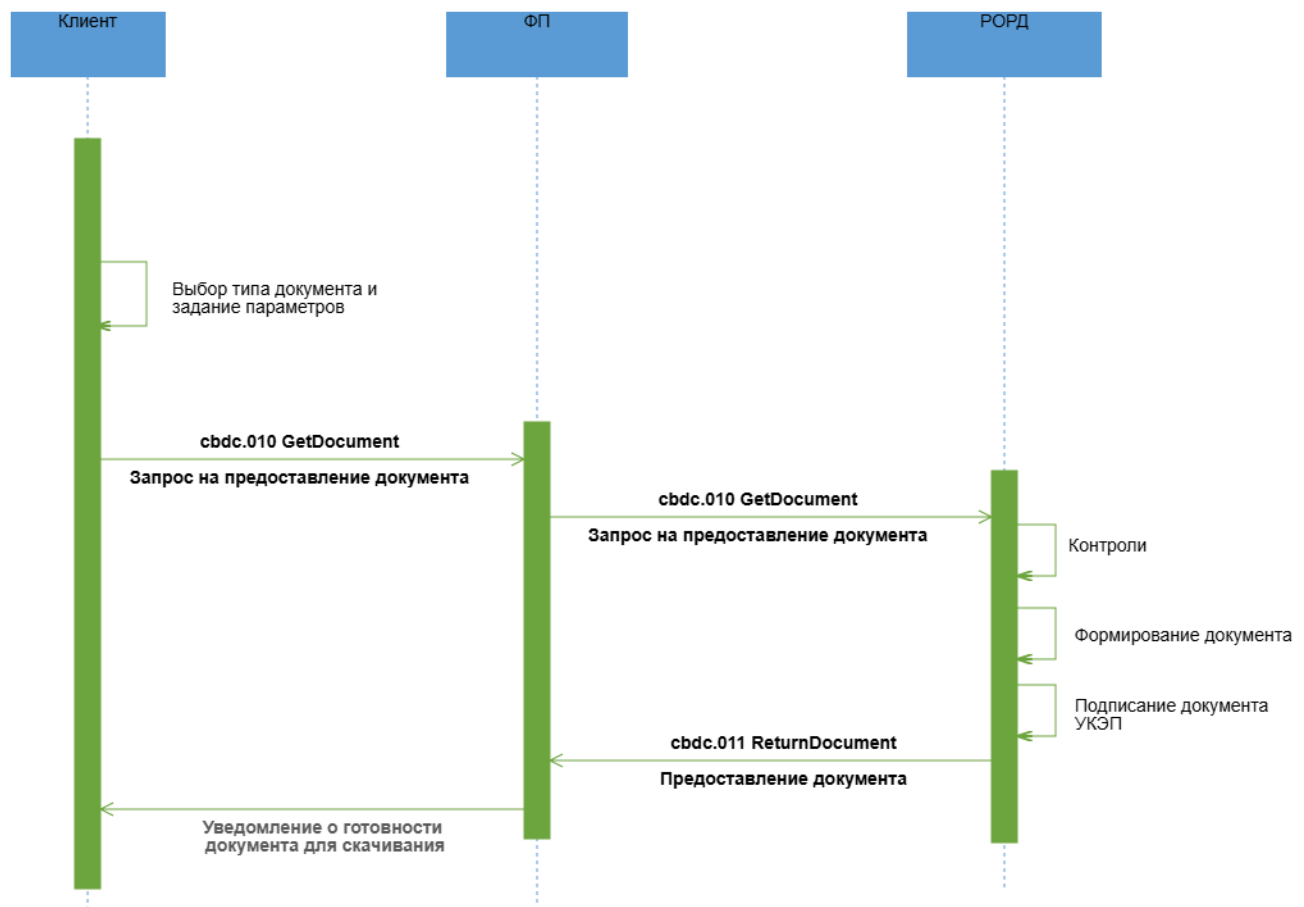 Клиент
ФП
РОРД
Выбор типа документа и
задание параметров
cbdc.010 GetDocument
Запрос на предоставление документа
cbdc.010 GetDocument
Запрос на предоставление документа
Контроли
Формирование документа
Подписание документа
УКЭП
cbdc.011 ReturnDocument
Предоставление документа
Уведомление о готовности
документа для скачивания